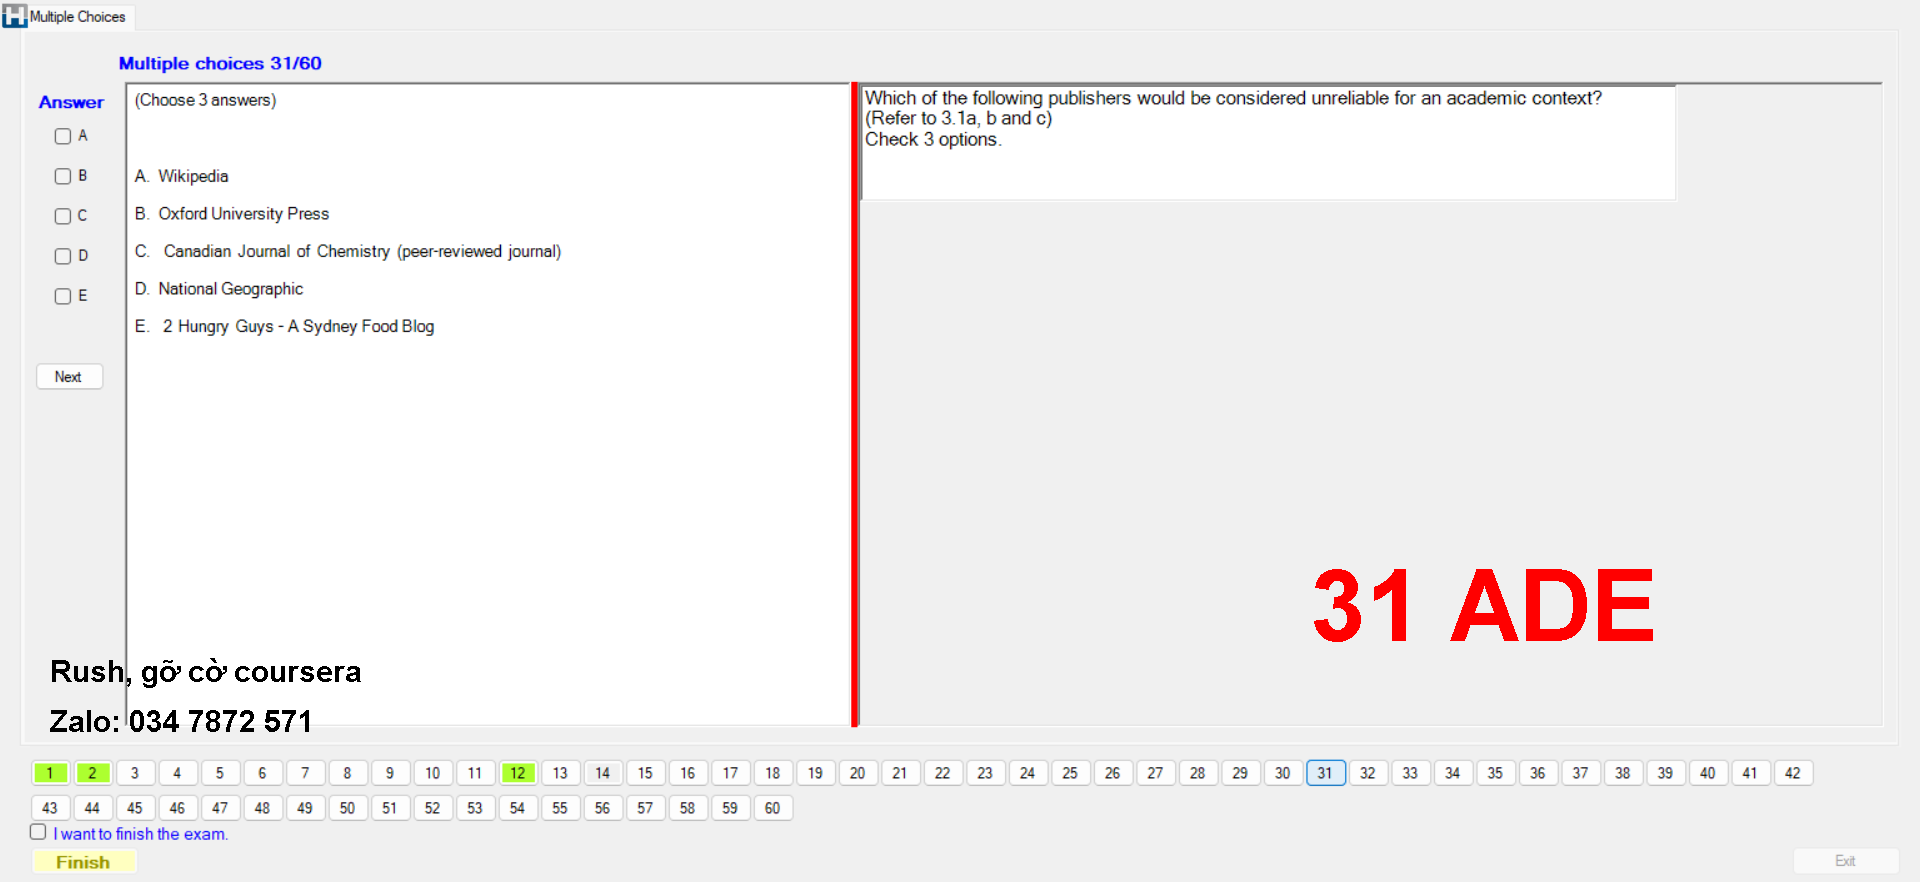 Multiple Choices
Multiple choices 31/60
Answer
A
B
C
D
E
Next
(Choose 3 answers)
A. Wikipedia
B. Oxford University Press
C. Canadian Journal of Chemistry (peer-reviewed journal)
D. National Geographic
E. 2 Hungry Guys - A Sydney Food Blog
Which of the following publishers would be considered unreliable for an academic context?
(Refer to 3.1a, b and c)
Check 3 options.
31 ADE
Rush, gỡ cờ coursera
Zalo: 034 7872 571
1 2 3 4 5 6 7 8 9 10 11 12 13 14 15 16 17 18 19 20 21 22 23 24 25 26 27 28 29 30 31 32 33 34 35 36 37 38 39 40 41 42
43 44 45 46 47 48 49 50 51 52 53 54 55 56 57 58 59 60
I want to finish the exam.
Finish
Exit